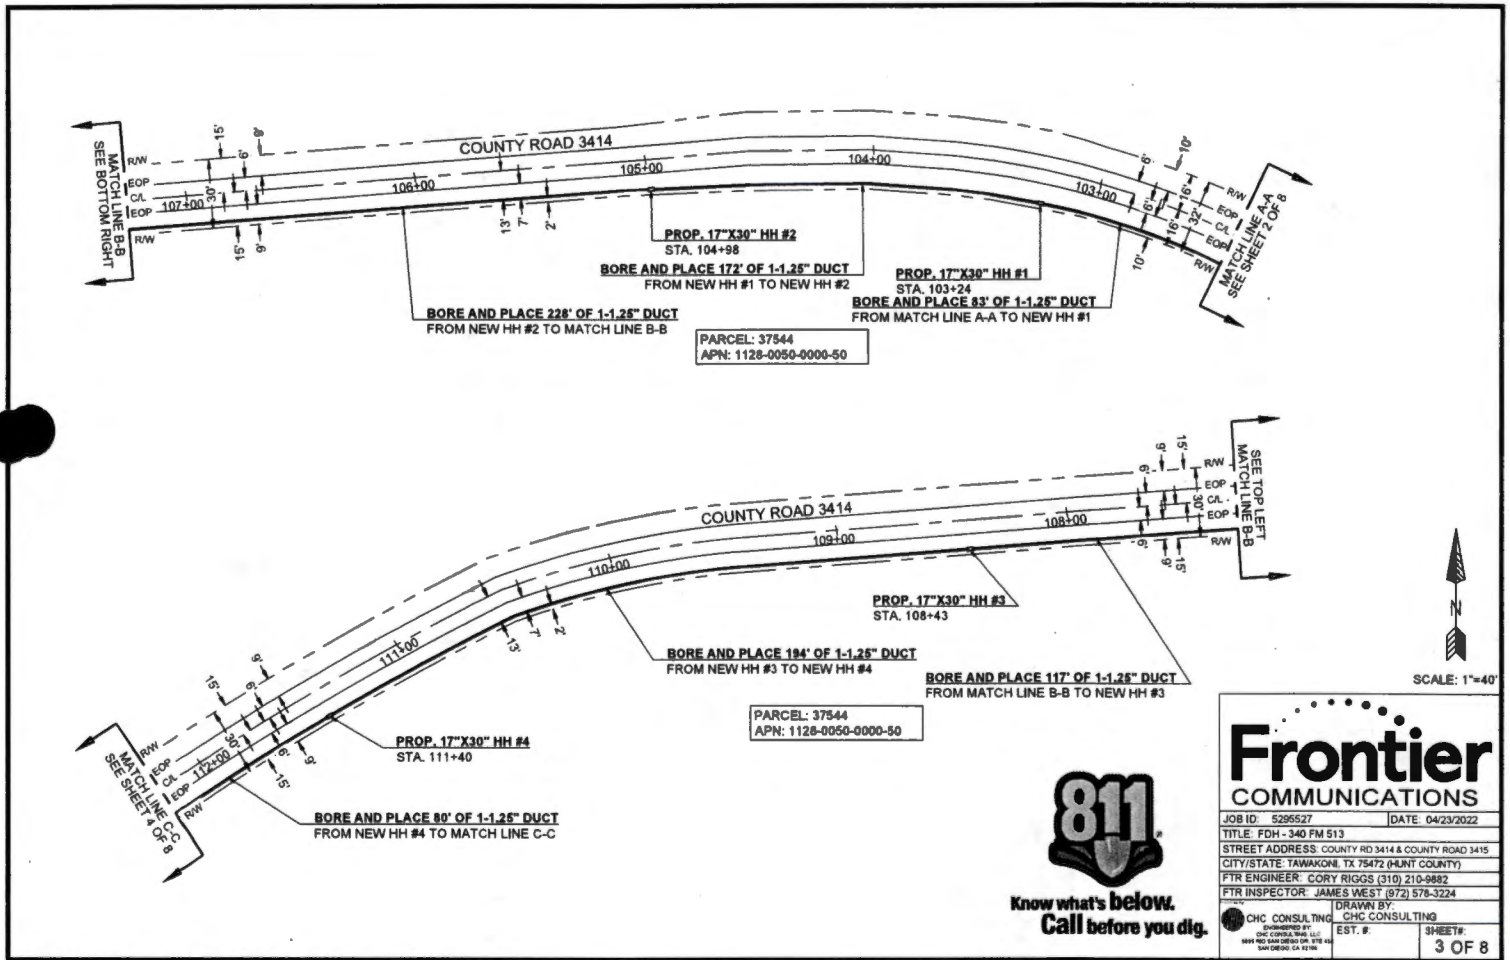 MATCH LINE B-B
SEE BOTTOM RIGHT
R/W
EOP
C/L
EOP
R/W
107+00
15'
6'
9'
30'
15'
9'
COUNTY ROAD 3414
106+00
105+00
104+00
103+00
13'
7'
2'
6'
10'
6'
16'
32'
16'
10'
R/W
EOP
C/L
EOP
R/W
MATCH LINE A-A
SEE SHEET 2 OF 8
PROP. 17"X30" HH #2
STA. 104+98
BORE AND PLACE 172' OF 1-1.25" DUCT
FROM NEW HH #1 TO NEW HH #2
PROP. 17"X30" HH #1
STA. 103+24
BORE AND PLACE 83' OF 1-1.25" DUCT
FROM MATCH LINE A-A TO NEW HH #1
BORE AND PLACE 228' OF 1-1.25" DUCT
FROM NEW HH #2 TO MATCH LINE B-B
PARCEL: 37544
APN: 1128-0050-0000-50
SEE TOP LEFT
MATCH LINE B-B
R/W
EOP
C/L
EOP
R/W
15'
9'
6'
30'
6'
9'
15'
COUNTY ROAD 3414
108+00
109+00
110+00
111+00
112+00
13'
7'
2'
9'
15'
6'
30'
6'
9'
15'
R/W
EOP
C/L
EOP
R/W
MATCH LINE C-C
SEE SHEET 4 OF 8
PROP. 17"X30" HH #3
STA. 108+43
BORE AND PLACE 194' OF 1-1.25" DUCT
FROM NEW HH #3 TO NEW HH #4
BORE AND PLACE 117' OF 1-1.25" DUCT
FROM MATCH LINE B-B TO NEW HH #3
PARCEL: 37544
APN: 1128-0050-0000-50
PROP. 17"X30" HH #4
STA. 111+40
BORE AND PLACE 80' OF 1-1.25" DUCT
FROM NEW HH #4 TO MATCH LINE C-C
N
SCALE: 1"=40'
811
Know what's below.
Call before you dig.
Frontier
COMMUNICATIONS
JOB ID: 5295527 DATE: 04/23/2022
TITLE: FDH - 340 FM 513
STREET ADDRESS: COUNTY RD 3414 & COUNTY ROAD 3415
CITY/STATE: TAWAKONI, TX 75472 (HUNT COUNTY)
FTR ENGINEER: CORY RIGGS (310) 210-9882
FTR INSPECTOR: JAMES WEST (972) 578-3224
CHC CONSULTING
ENGINEERED BY
CHC CONSULTING, LLC
SAN DIEGO, CA
DRAWN BY:
CHC CONSULTING
EST. #:
SHEET#:
3 OF 8